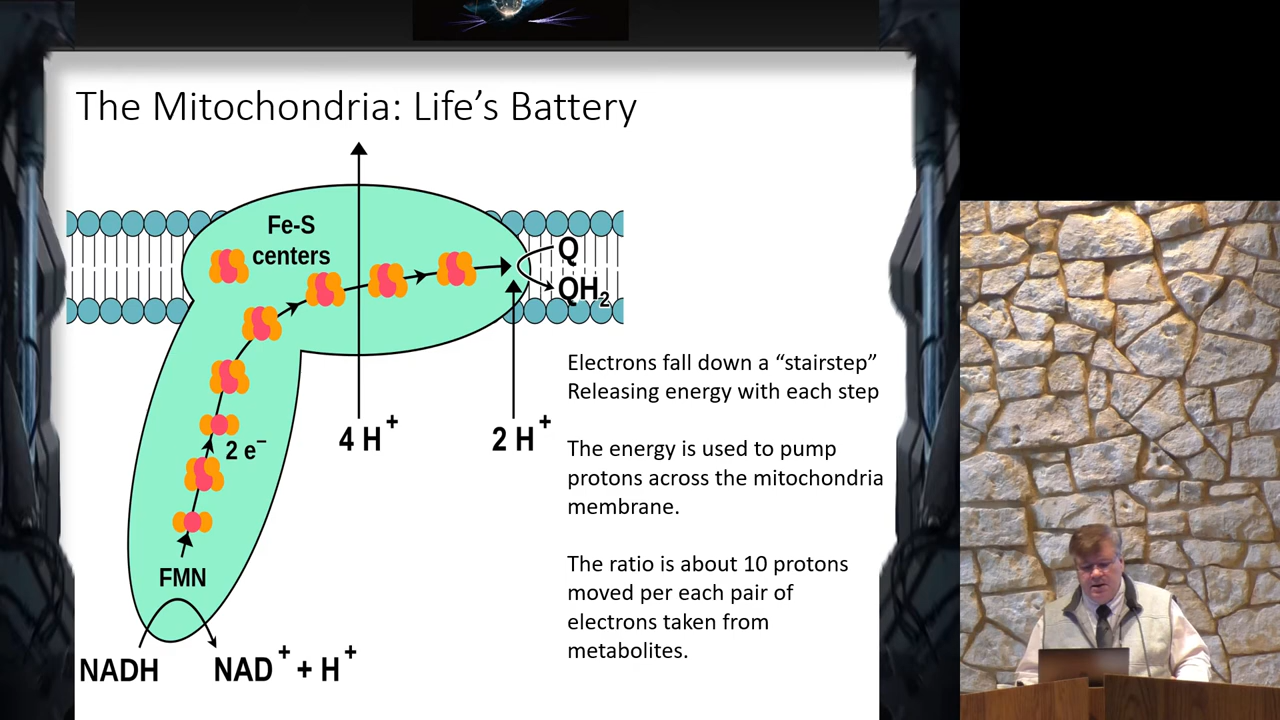 The Mitochondria: Life’s Battery
Fe-S
centers
Q
QH₂
Electrons fall down a “stairstep”
Releasing energy with each step
4 H⁺
2 H⁺
2 e⁻
The energy is used to pump
protons across the mitochondria
membrane.
The ratio is about 10 protons
moved per each pair of
electrons taken from
metabolites.
FMN
NADH
NAD⁺ + H⁺